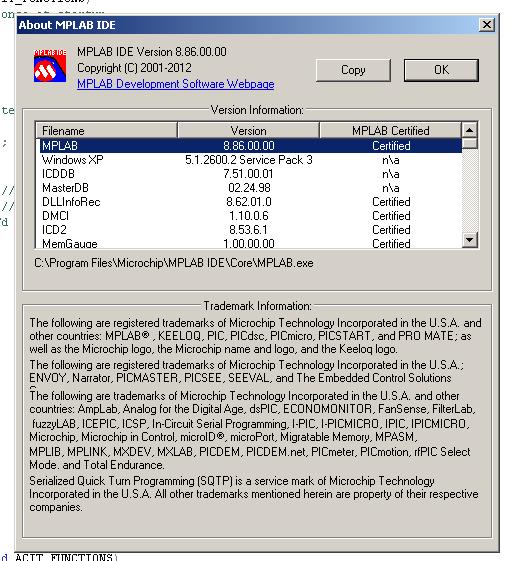 About MPLAB IDE
MPLAB IDE
MPLAB IDE Version 8.86.00.00
Copyright (C) 2001-2012
MPLAB Development Software Webpage
Copy
OK
Version Information:
Filename Version MPLAB Certified
MPLAB 8.86.00.00 Certified
Windows XP 5.1.2600.2 Service Pack 3 n\a
ICDDB 7.51.00.01 n\a
MasterDB 02.24.98 n\a
DLLInfoRec 8.62.01.0 Certified
DMCI 1.10.0.6 Certified
ICD2 8.53.6.1 Certified
MemGauge 1.00.00.00 Certified
C:\Program Files\Microchip\MPLAB IDE\Core\MPLAB.exe
Trademark Information:
The following are registered trademarks of Microchip Technology Incorporated in the U.S.A. and
other countries: MPLAB® , KEELOQ, PIC, PICdsc, PICmicro, PICSTART, and PRO MATE; as
well as the Microchip logo, the Microchip name and logo, and the Keeloq logo.
The following are registered trademarks of Microchip Technology Incorporated in the U.S.A.;
ENVOY, Narrator, PICMASTER, PICSEE, SEEVAL, and The Embedded Control Solutions
The following are trademarks of Microchip Technology Incorporated in the U.S.A. and other
countries: AmpLab, Analog for the Digital Age, dsPIC, ECONOMONITOR, FanSense, FilterLab,
fuzzyLAB, ICEPIC, ICSP, In-Circuit Serial Programming, I-PIC, I-PICMICRO, IPIC, IPICMICRO,
Microchip, Microchip in Control, microID®, microPort, Migratable Memory, MPASM,
MPLIB, MPLINK, MXDEV, MXLAB, PICDEM, PICDEM.net, PICmeter, PICmotion, rfPIC Select
Mode. and Total Endurance.
Serialized Quick Turn Programming (SQTP) is a service mark of Microchip Technology
Incorporated in the U.S.A. All other trademarks mentioned herein are property of their respective
companies.
d ACIT_FUNCTIONS)